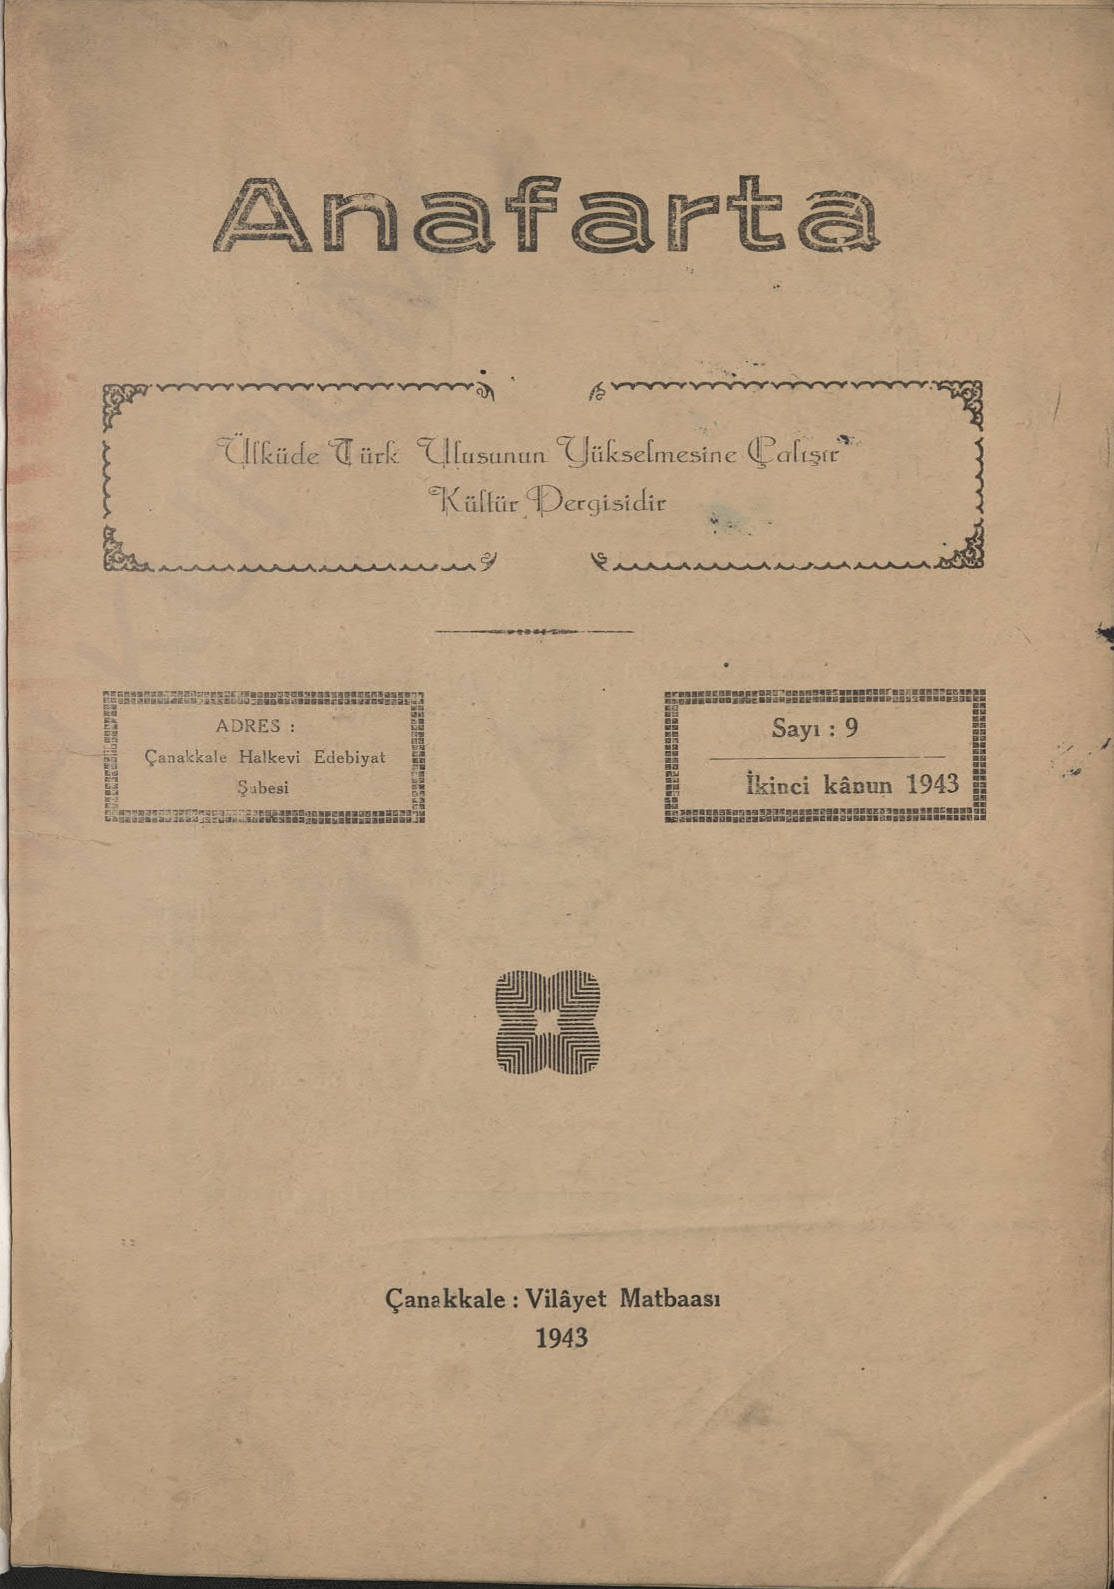 Anafarta
Ülküde Türk Ulusunun Yükselmesine Çalışır
Kültür Dergisidir
ADRES :
Çanakkale Halkevi Edebiyat
Şubesi
Sayı : 9
İkinci kânun 1943
Çanakkale : Vilâyet Matbaası
1943